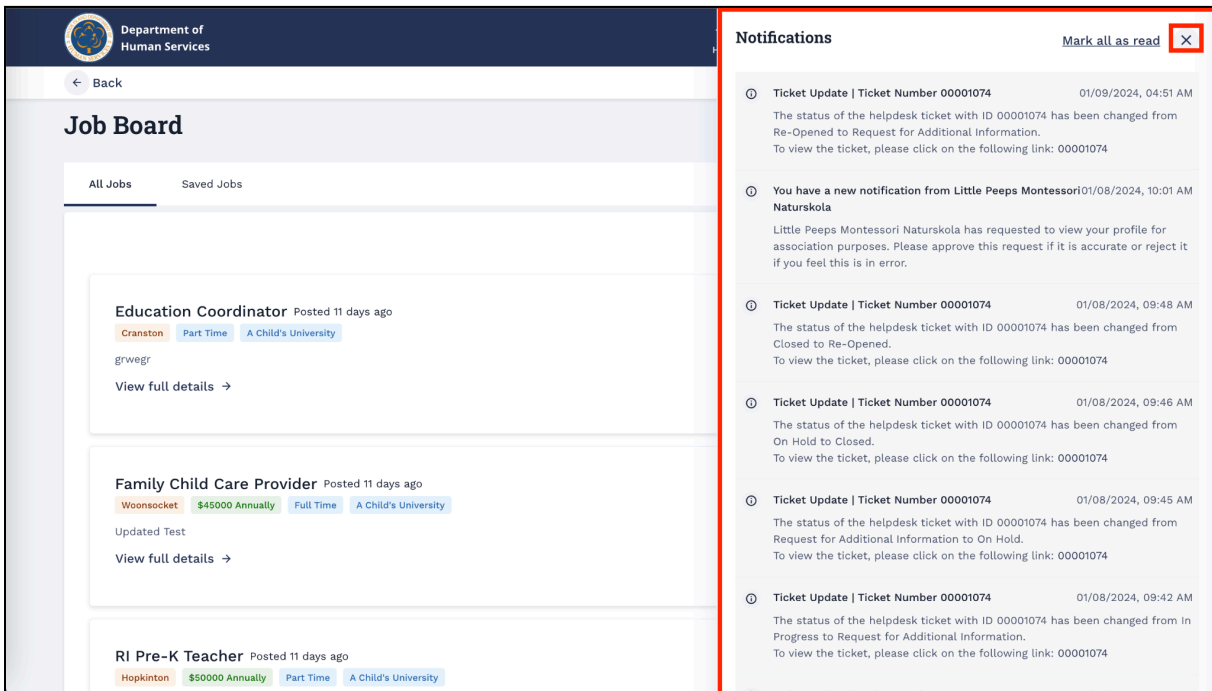 Department of
Human Services
Back
Job Board
All Jobs Saved Jobs
Education Coordinator Posted 11 days ago
Cranston Part Time A Child's University
grwegr
View full details →
Family Child Care Provider Posted 11 days ago
Woonsocket $45000 Annually Full Time A Child's University
Updated Test
View full details →
RI Pre-K Teacher Posted 11 days ago
Hopkinton $50000 Annually Part Time A Child's University
Notifications Mark all as read
Ticket Update | Ticket Number 00001074 01/09/2024, 04:51 AM
The status of the helpdesk ticket with ID 00001074 has been changed from
Re-Opened to Request for Additional Information.
To view the ticket, please click on the following link: 00001074
You have a new notification from Little Peeps Montessori 01/08/2024, 10:01 AM
Naturskola
Little Peeps Montessori Naturskola has requested to view your profile for
association purposes. Please approve this request if it is accurate or reject it
if you feel this is in error.
Ticket Update | Ticket Number 00001074 01/08/2024, 09:48 AM
The status of the helpdesk ticket with ID 00001074 has been changed from
Closed to Re-Opened.
To view the ticket, please click on the following link: 00001074
Ticket Update | Ticket Number 00001074 01/08/2024, 09:46 AM
The status of the helpdesk ticket with ID 00001074 has been changed from
On Hold to Closed.
To view the ticket, please click on the following link: 00001074
Ticket Update | Ticket Number 00001074 01/08/2024, 09:45 AM
The status of the helpdesk ticket with ID 00001074 has been changed from
Request for Additional Information to On Hold.
To view the ticket, please click on the following link: 00001074
Ticket Update | Ticket Number 00001074 01/08/2024, 09:42 AM
The status of the helpdesk ticket with ID 00001074 has been changed from In
Progress to Request for Additional Information.
To view the ticket, please click on the following link: 00001074